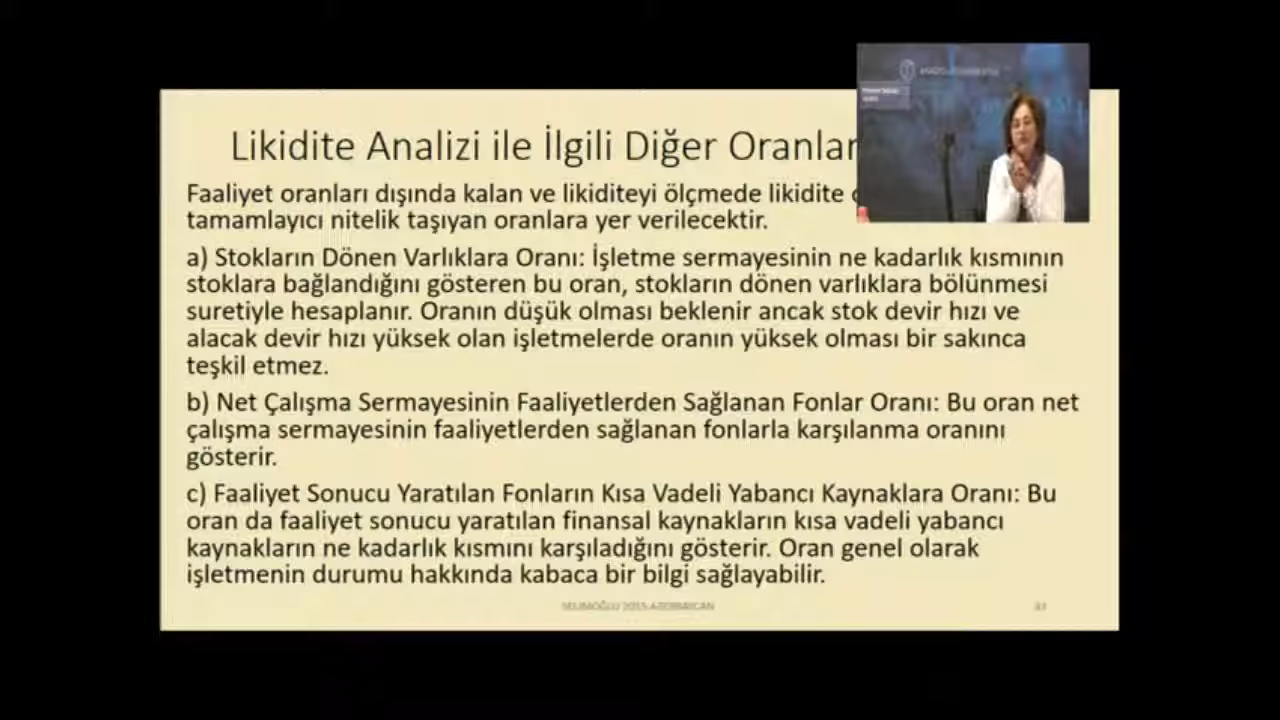 Likidite Analizi ile İlgili Diğer Oranlar
Faaliyet oranları dışında kalan ve likiditeyi ölçmede likidite
tamamlayıcı nitelik taşıyan oranlara yer verilecektir.
a) Stokların Dönen Varlıklara Oranı: İşletme sermayesinin ne kadarlık kısmının
stoklara bağlandığını gösteren bu oran, stokların dönen varlıklara bölünmesi
suretiyle hesaplanır. Oranın düşük olması beklenir ancak stok devir hızı ve
alacak devir hızı yüksek olan işletmelerde oranın yüksek olması bir sakınca
teşkil etmez.
b) Net Çalışma Sermayesinin Faaliyetlerden Sağlanan Fonlar Oranı: Bu oran net
çalışma sermayesinin faaliyetlerden sağlanan fonlarla karşılanma oranını
gösterir.
c) Faaliyet Sonucu Yaratılan Fonların Kısa Vadeli Yabancı Kaynaklara Oranı: Bu
oran da faaliyet sonucu yaratılan finansal kaynakların kısa vadeli yabancı
kaynakların ne kadarlık kısmını karşıladığını gösterir. Oran genel olarak
işletmenin durumu hakkında kabaca bir bilgi sağlayabilir.
SELİMOĞLU 2015-AZERBAYCAN